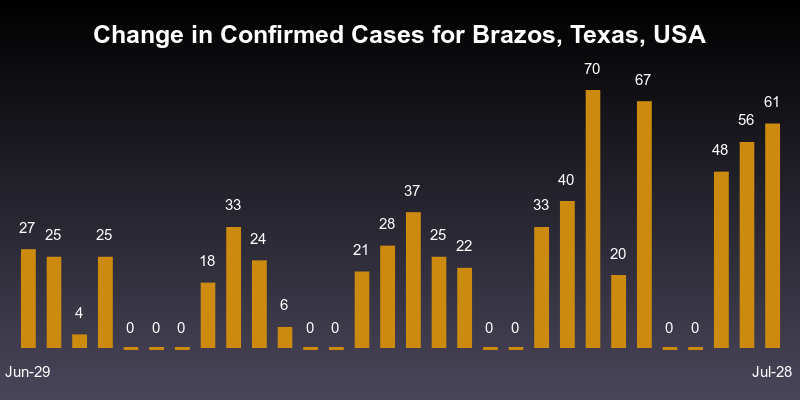 Change in Confirmed Cases for Brazos, Texas, USA
27 25 4 25 0 0 0 18 33 24 6 0 0 21 28 37 25 22 0 0 33 40 70 20 67 0 0 48 56 61
Jun-29 Jul-28